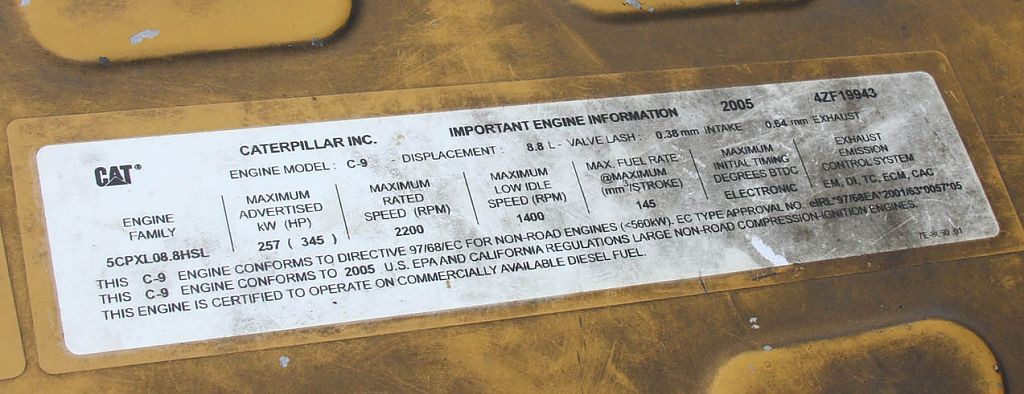 CAT®
CATERPILLAR INC. IMPORTANT ENGINE INFORMATION 2005 4ZF19943
ENGINE MODEL : C-9 DISPLACEMENT : 8.8 L - VALVE LASH : 0.38 mm INTAKE 0.64 mm EXHAUST
ENGINE FAMILY
5CPXL08.8HSL
MAXIMUM ADVERTISED kW (HP)
257 ( 345 )
MAXIMUM RATED SPEED (RPM)
2200
MAXIMUM LOW IDLE SPEED (RPM)
1400
MAX. FUEL RATE @MAXIMUM (mm³/STROKE)
145
MAXIMUM INITIAL TIMING DEGREES BTDC
ELECTRONIC
EXHAUST EMISSION CONTROL SYSTEM
EM, DI, TC, ECM, CAC
THIS C-9 ENGINE CONFORMS TO DIRECTIVE 97/68/EC FOR NON-ROAD ENGINES (<560kW). EC TYPE APPROVAL NO. eIRL*97/68EA*2001/63*0057*05
THIS C-9 ENGINE CONFORMS TO 2005 U.S. EPA AND CALIFORNIA REGULATIONS LARGE NON-ROAD COMPRESSION-IGNITION ENGINES.
THIS ENGINE IS CERTIFIED TO OPERATE ON COMMERCIALLY AVAILABLE DIESEL FUEL.